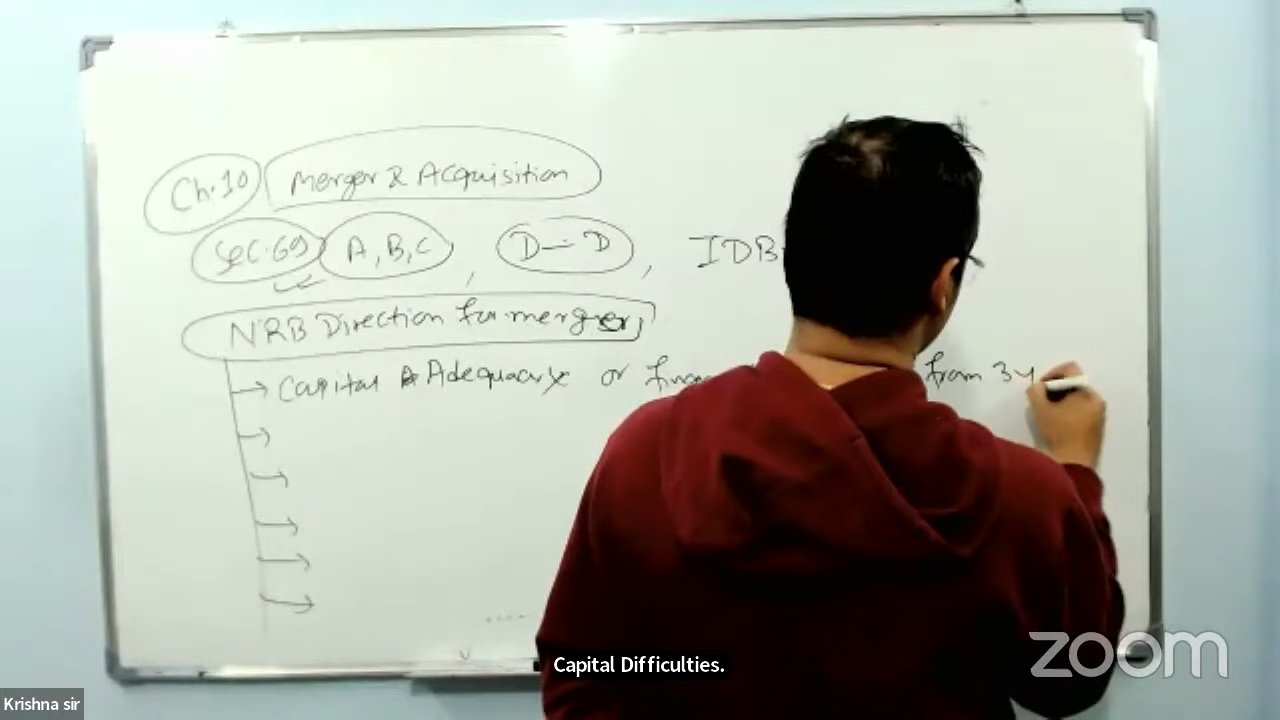 Ch.10 Merger & Acquisition
Sec.69 A,B,C , D – D , IDB
NRB Direction for merger,
→ Capital Adequacy or from 3y
Capital Difficulties.
Krishna sir
zoom